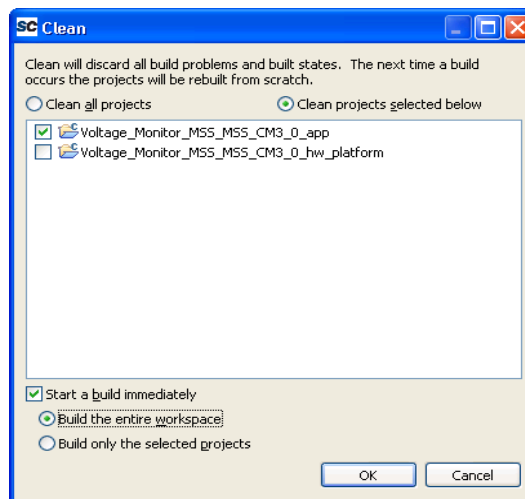 SC Clean
Clean will discard all build problems and built states. The next time a build
occurs the projects will be rebuilt from scratch.
Clean all projects Clean projects selected below
Voltage_Monitor_MSS_MSS_CM3_0_app
Voltage_Monitor_MSS_MSS_CM3_0_hw_platform
Start a build immediately
Build the entire workspace
Build only the selected projects
OK Cancel